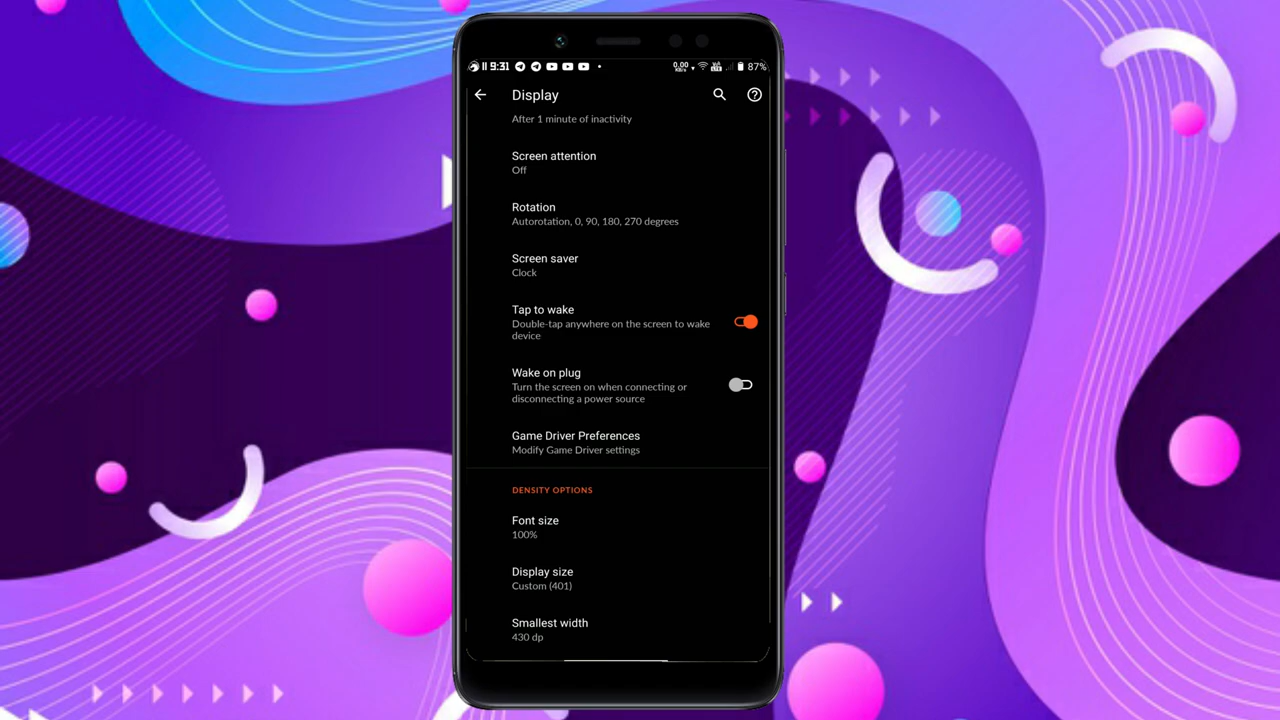 9:31 0.00 KB/s Vo LTE 87%
Display
After 1 minute of inactivity
Screen attention
Off
Rotation
Autorotation, 0, 90, 180, 270 degrees
Screen saver
Clock
Tap to wake
Double-tap anywhere on the screen to wake
device
Wake on plug
Turn the screen on when connecting or
disconnecting a power source
Game Driver Preferences
Modify Game Driver settings
DENSITY OPTIONS
Font size
100%
Display size
Custom (401)
Smallest width
430 dp